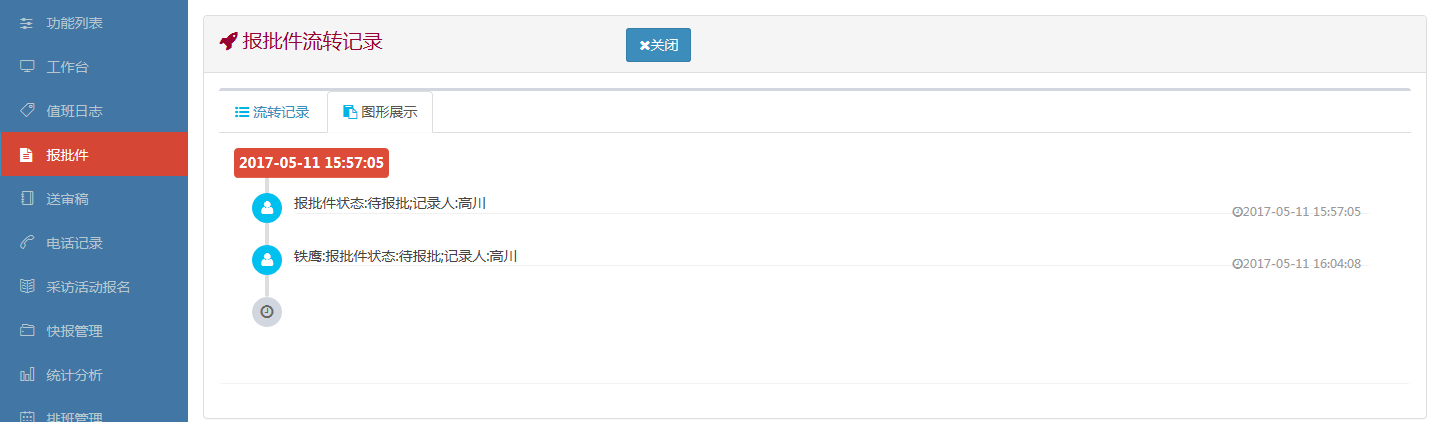 功能列表
工作台
值班日志
报批件
送审稿
电话记录
采访活动报名
快报管理
统计分析
排班管理
报批件流转记录
关闭
流转记录
图形展示
2017-05-11 15:57:05
报批件状态:待报批;记录人:高川
2017-05-11 15:57:05
铁鹰:报批件状态:待报批;记录人:高川
2017-05-11 16:04:08